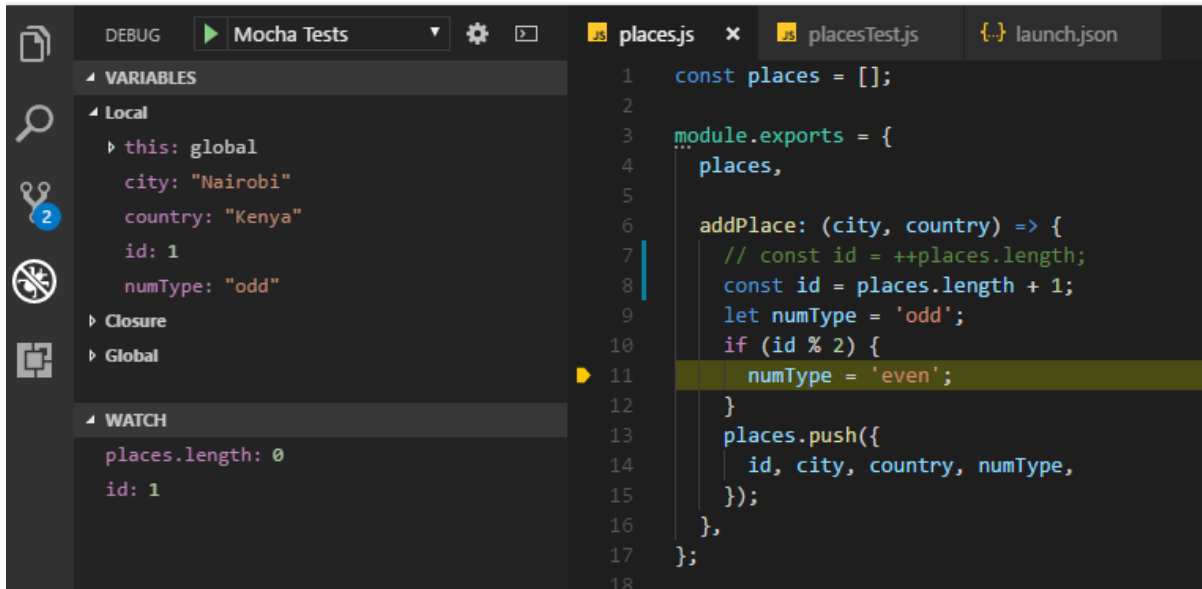 DEBUG Mocha Tests
VARIABLES
Local
this: global
city: "Nairobi"
country: "Kenya"
id: 1
numType: "odd"
Closure
Global
WATCH
places.length: 0
id: 1
2
JS places.js × JS placesTest.js {..} launch.json
1 const places = [];
2
3 module.exports = {
4 places,
5
6 addPlace: (city, country) => {
7 // const id = ++places.length;
8 const id = places.length + 1;
9 let numType = 'odd';
10 if (id % 2) {
11 numType = 'even';
12 }
13 places.push({
14 id, city, country, numType,
15 });
16 },
17 };
18